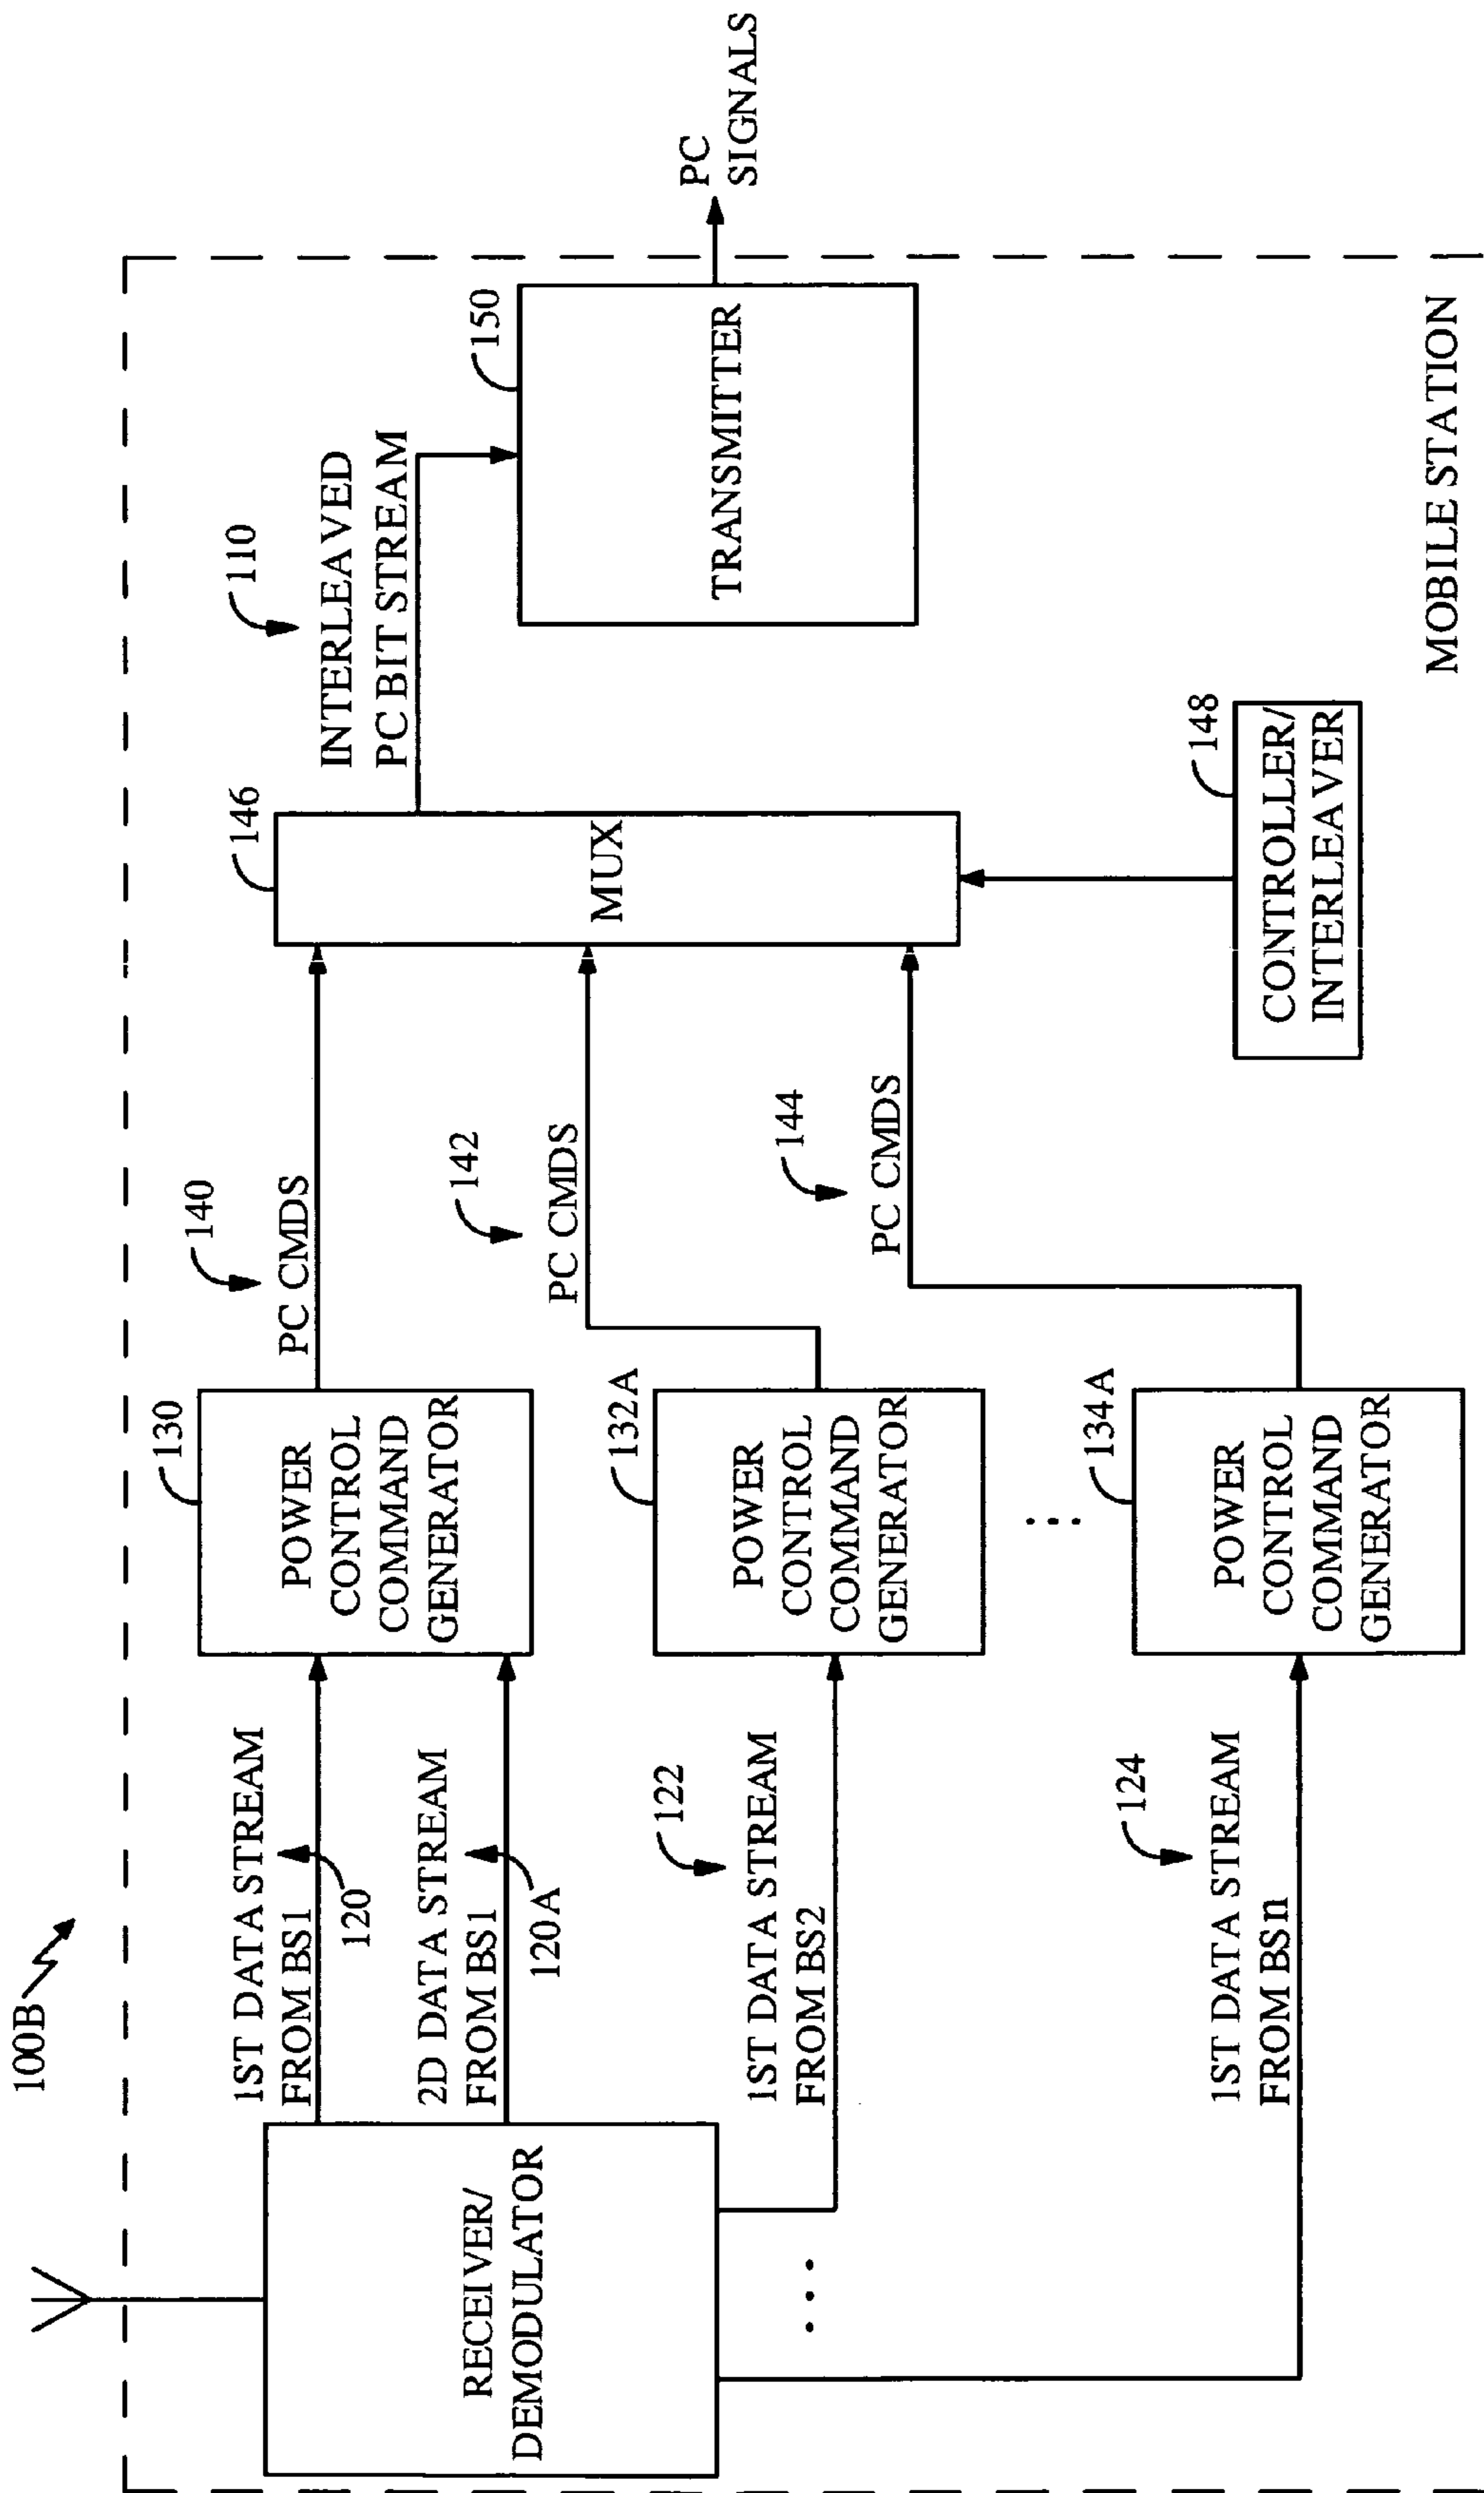 100B
RECEIVER/
DEMODULATOR
1ST DATA STREAM
FROM BS1
120
2D DATA STREAM
FROM BS1
120A
122
1ST DATA STREAM
FROM BS2
124
1ST DATA STREAM
FROM BSn
130
POWER
CONTROL
COMMAND
GENERATOR
132A
POWER
CONTROL
COMMAND
GENERATOR
134A
POWER
CONTROL
COMMAND
GENERATOR
140
PC CMDS
142
PC CMDS
144
PC CMDS
146
MUX
148
CONTROLLER/
INTERLEAVER
110
INTERLEAVED
PC BIT STREAM
150
TRANSMITTER
PC
SIGNALS
MOBILE STATION